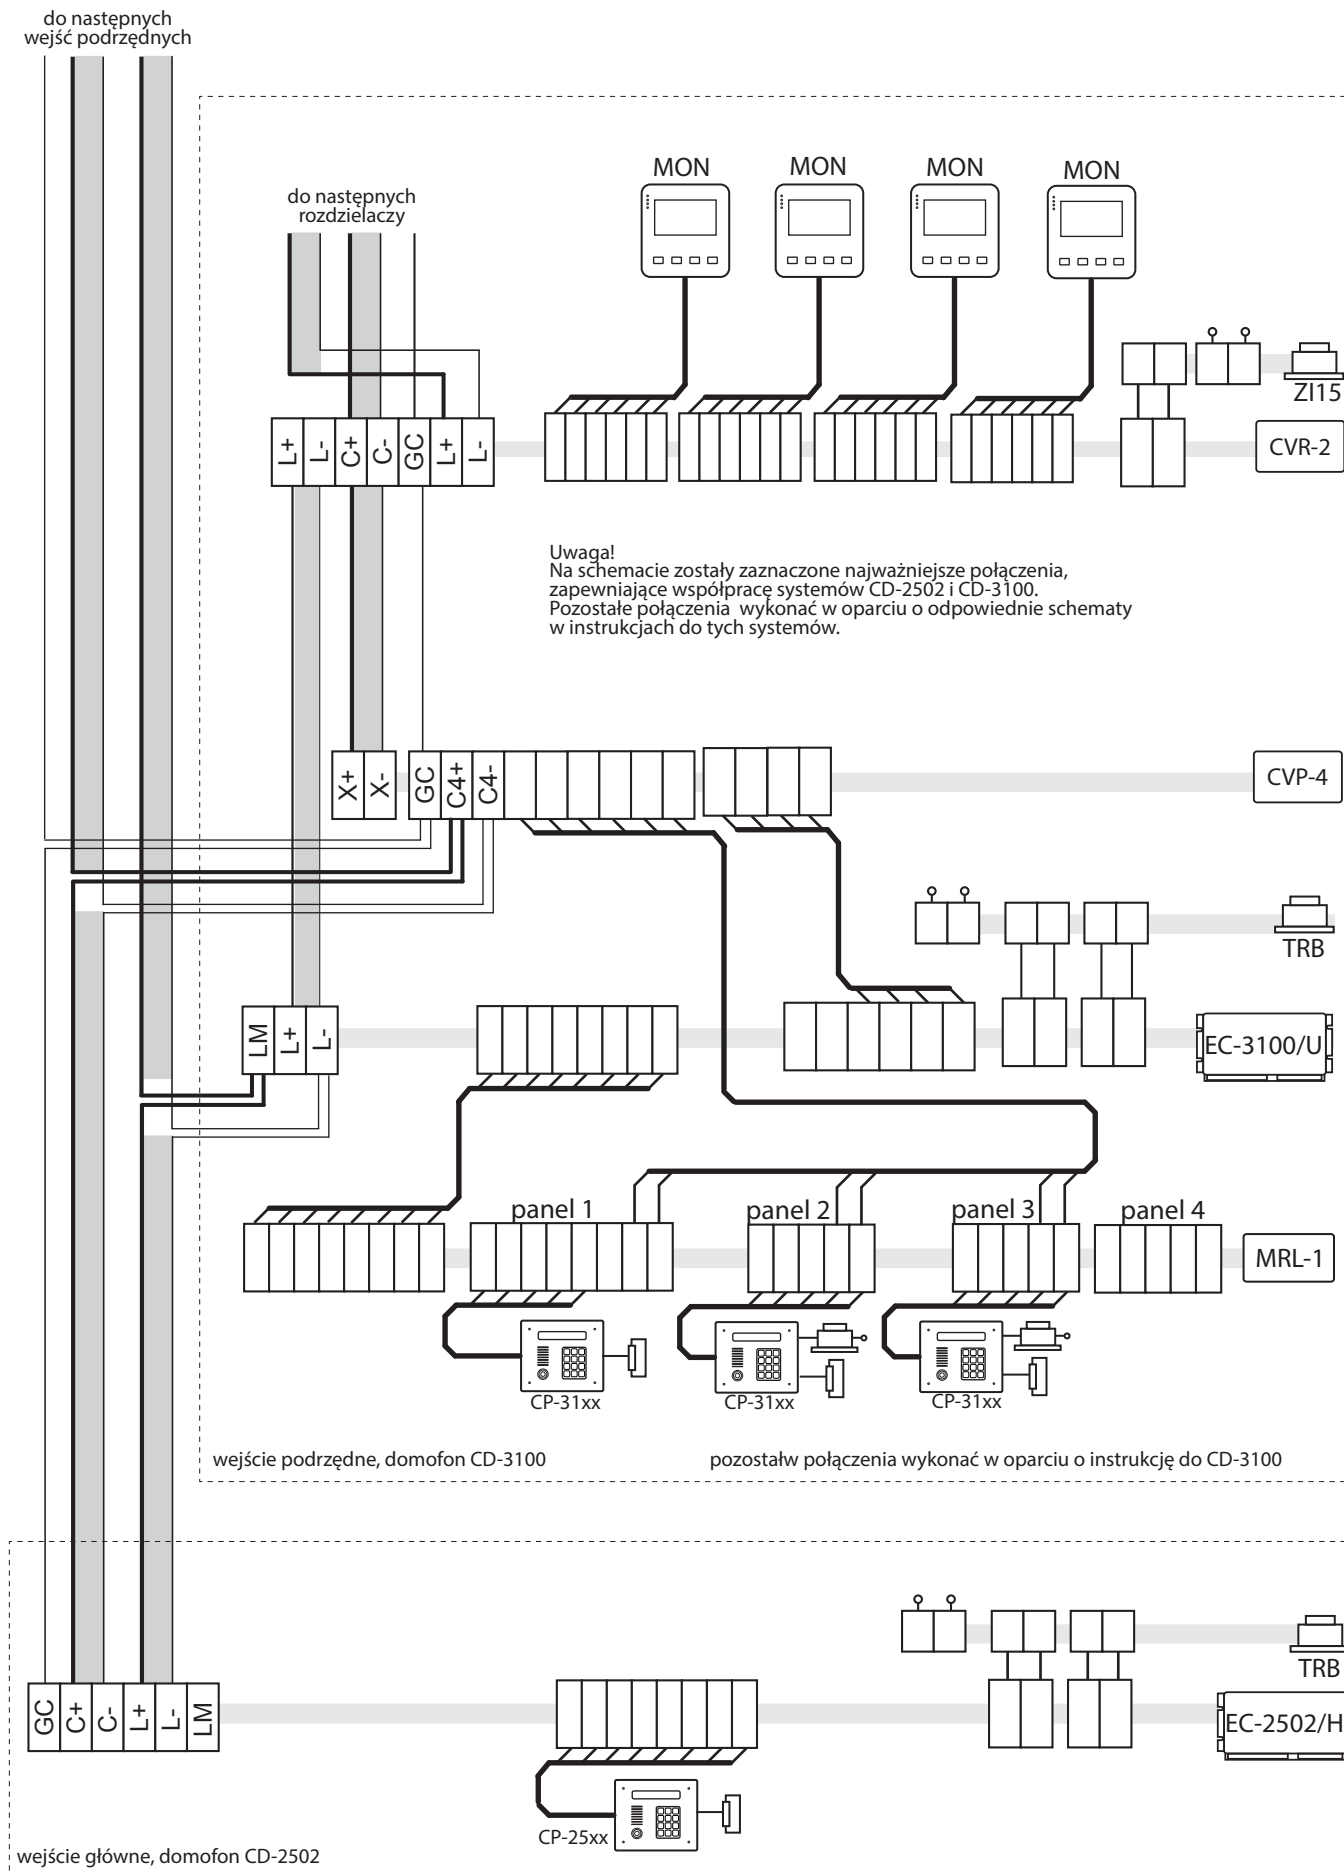 do następnych
wejść podrzędnych
MON
MON
MON
MON
do następnych
rozdzielaczy
ZI15
L+
L-
C+
C-
GC
L+
L-
CVR-2
Uwaga!
Na schemacie zostały zaznaczone najważniejsze połączenia,
zapewniające współpracę systemów CD-2502 i CD-3100.
Pozostałe połączenia wykonać w oparciu o odpowiednie schematy
w instrukcjach do tych systemów.
X+
X-
GC
C4+
C4-
CVP-4
TRB
LM
L+
L-
EC-3100/U
panel 1
panel 2
panel 3
panel 4
MRL-1
CP-31xx
CP-31xx
CP-31xx
wejście podrzędne, domofon CD-3100
pozostałw połączenia wykonać w oparciu o instrukcję do CD-3100
TRB
GC
C+
C-
L+
L-
LM
EC-2502/H
CP-25xx
wejście główne, domofon CD-2502